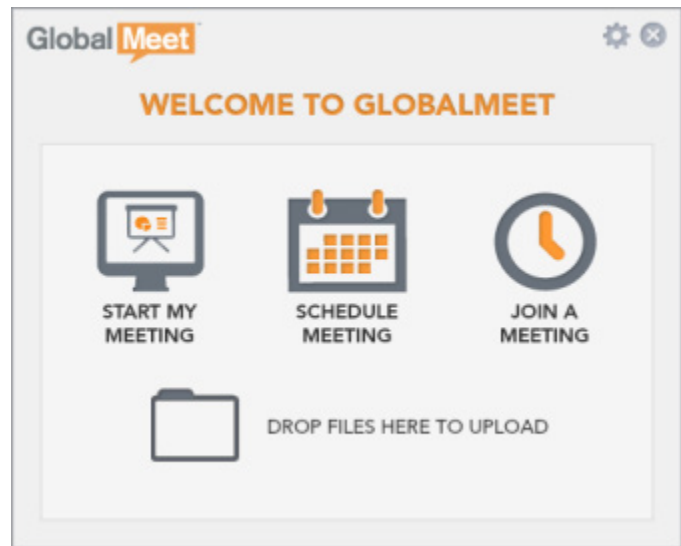 Global Meet
WELCOME TO GLOBALMEET
START MY
MEETING
SCHEDULE
MEETING
JOIN A
MEETING
DROP FILES HERE TO UPLOAD